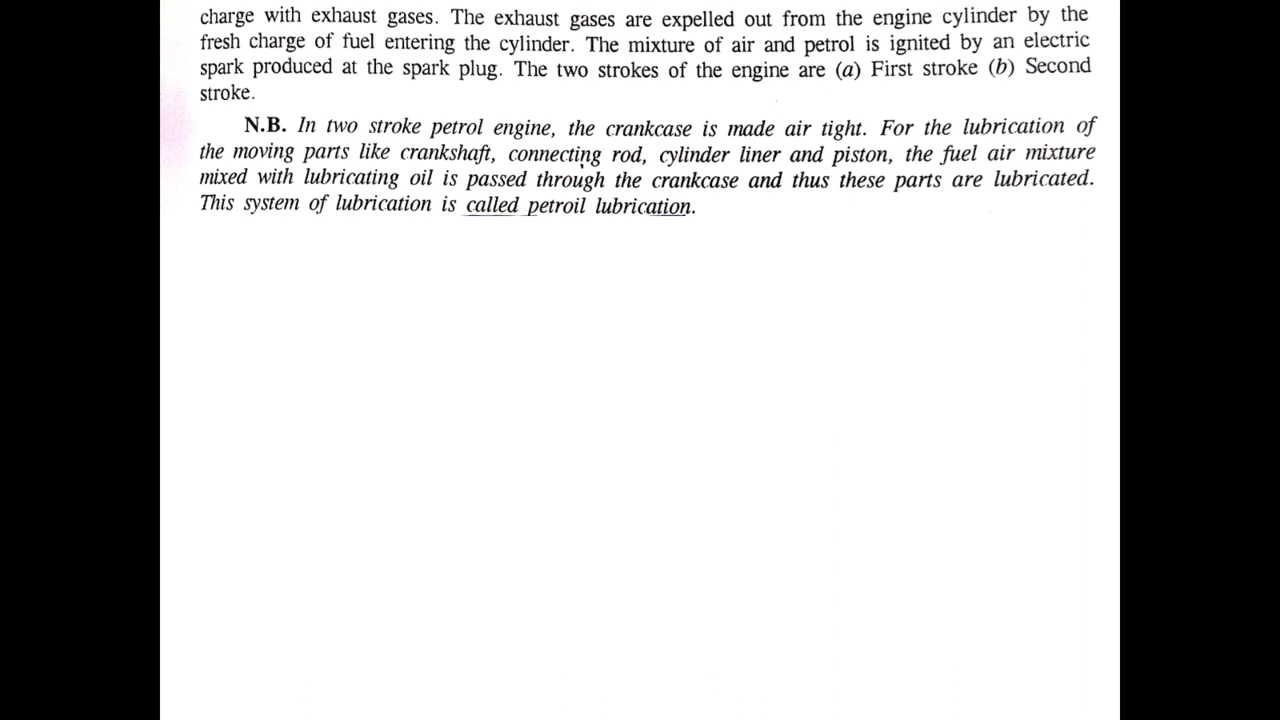 charge with exhaust gases. The exhaust gases are expelled out from the engine cylinder by the
fresh charge of fuel entering the cylinder. The mixture of air and petrol is ignited by an electric
spark produced at the spark plug. The two strokes of the engine are (a) First stroke (b) Second
stroke.
N.B. In two stroke petrol engine, the crankcase is made air tight. For the lubrication of
the moving parts like crankshaft, connecting rod, cylinder liner and piston, the fuel air mixture
mixed with lubricating oil is passed through the crankcase and thus these parts are lubricated.
This system of lubrication is called petroil lubrication.